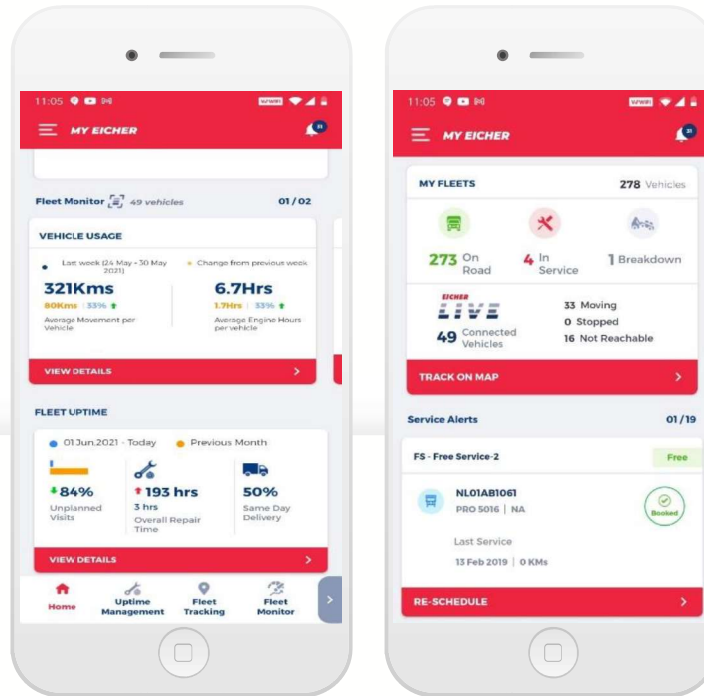 11:05
VoWiFi
MY EICHER
Fleet Monitor 49 vehicles 01/02
VEHICLE USAGE
Last week (24 May - 30 May 2021)
Change from previous week
321Kms
80Kms | 33%
Average Movement per Vehicle
6.7Hrs
1.7Hrs | 33%
Average Engine Hours per vehicle
VIEW DETAILS >
FLEET UPTIME
01 Jun,2021 - Today
Previous Month
84%
Unplanned Visits
193 hrs
3 hrs
Overall Repair Time
50%
Same Day Delivery
VIEW DETAILS >
Home
Uptime Management
Fleet Tracking
Fleet Monitor
>
11:05
VoWiFi
MY EICHER
MY FLEETS 278 Vehicles
273 On Road
4 In Service
1 Breakdown
EICHER
LIVE
49 Connected Vehicles
33 Moving
0 Stopped
16 Not Reachable
TRACK ON MAP >
Service Alerts 01/19
FS - Free Service-2 Free
NL01AB1061
PRO 5016 | NA
Booked
Last Service
13 Feb 2019 | 0 KMs
RE-SCHEDULE >